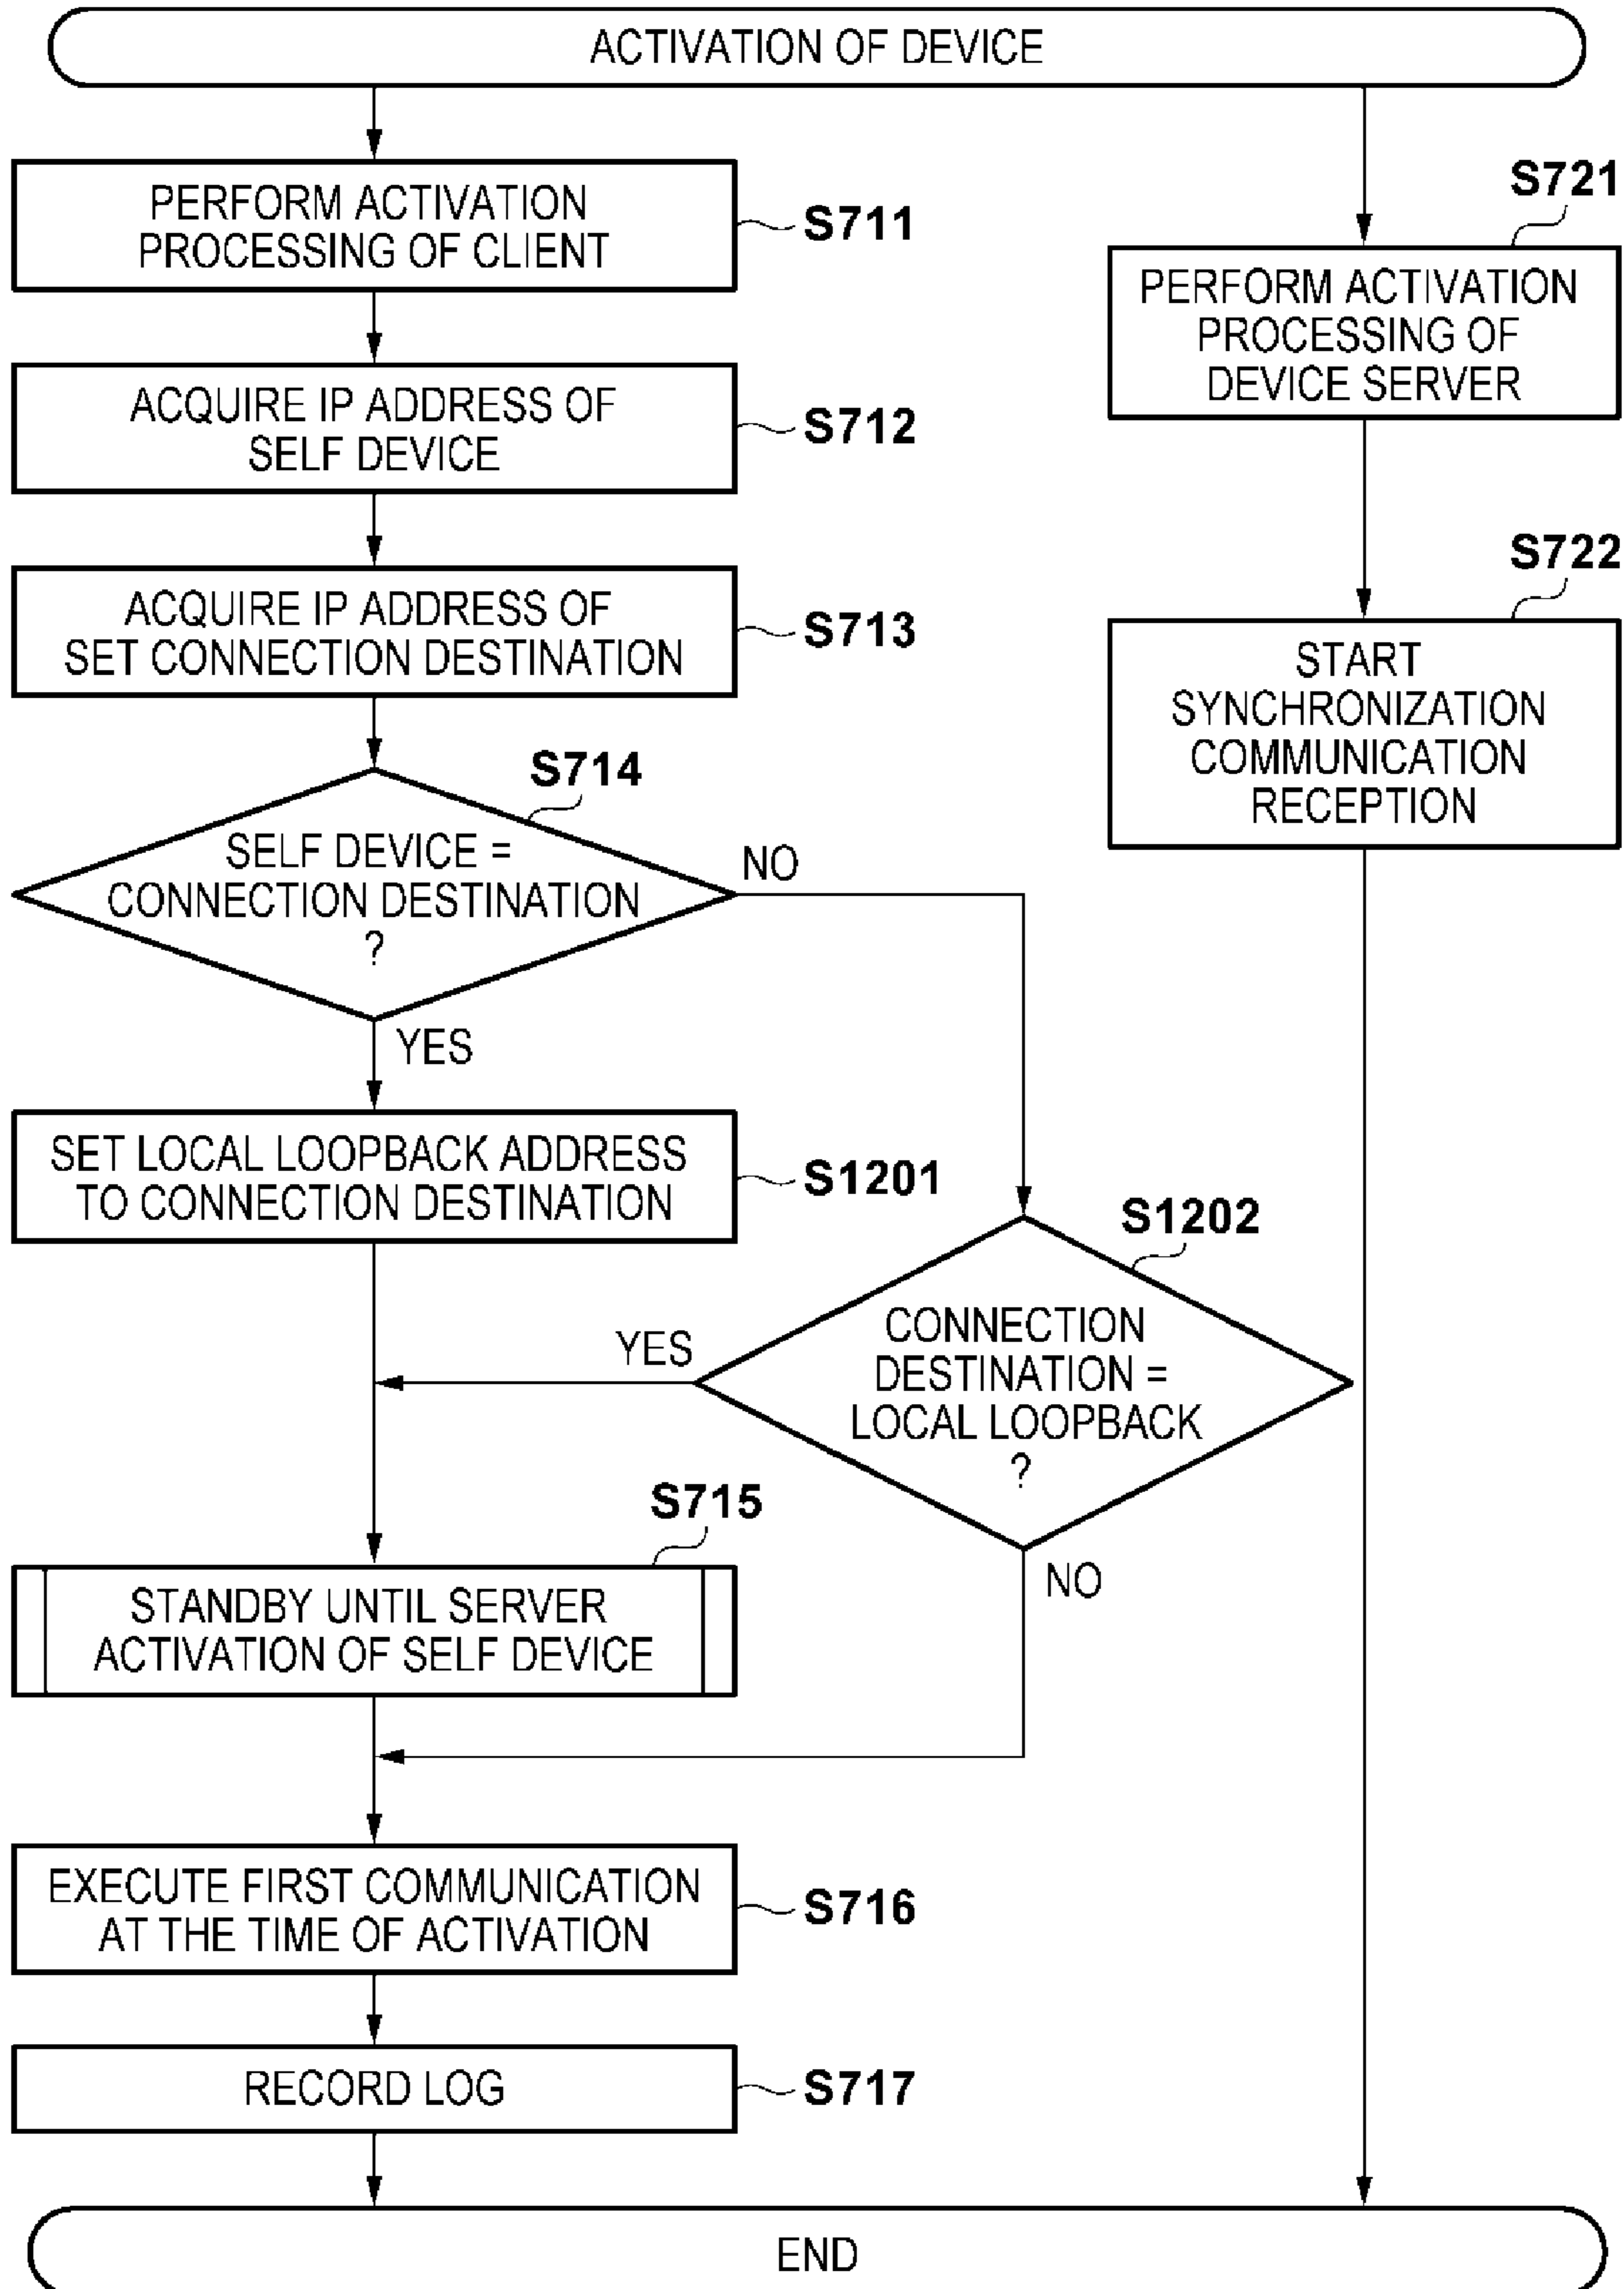 ACTIVATION OF DEVICE
PERFORM ACTIVATION
PROCESSING OF CLIENT
S711
ACQUIRE IP ADDRESS OF
SELF DEVICE
S712
ACQUIRE IP ADDRESS OF
SET CONNECTION DESTINATION
S713
S714
SELF DEVICE =
CONNECTION DESTINATION
?
NO
YES
SET LOCAL LOOPBACK ADDRESS
TO CONNECTION DESTINATION
S1201
S1202
CONNECTION
DESTINATION =
LOCAL LOOPBACK
?
YES
NO
S715
STANDBY UNTIL SERVER
ACTIVATION OF SELF DEVICE
EXECUTE FIRST COMMUNICATION
AT THE TIME OF ACTIVATION
S716
RECORD LOG
S717
S721
PERFORM ACTIVATION
PROCESSING OF
DEVICE SERVER
S722
START
SYNCHRONIZATION
COMMUNICATION
RECEPTION
END